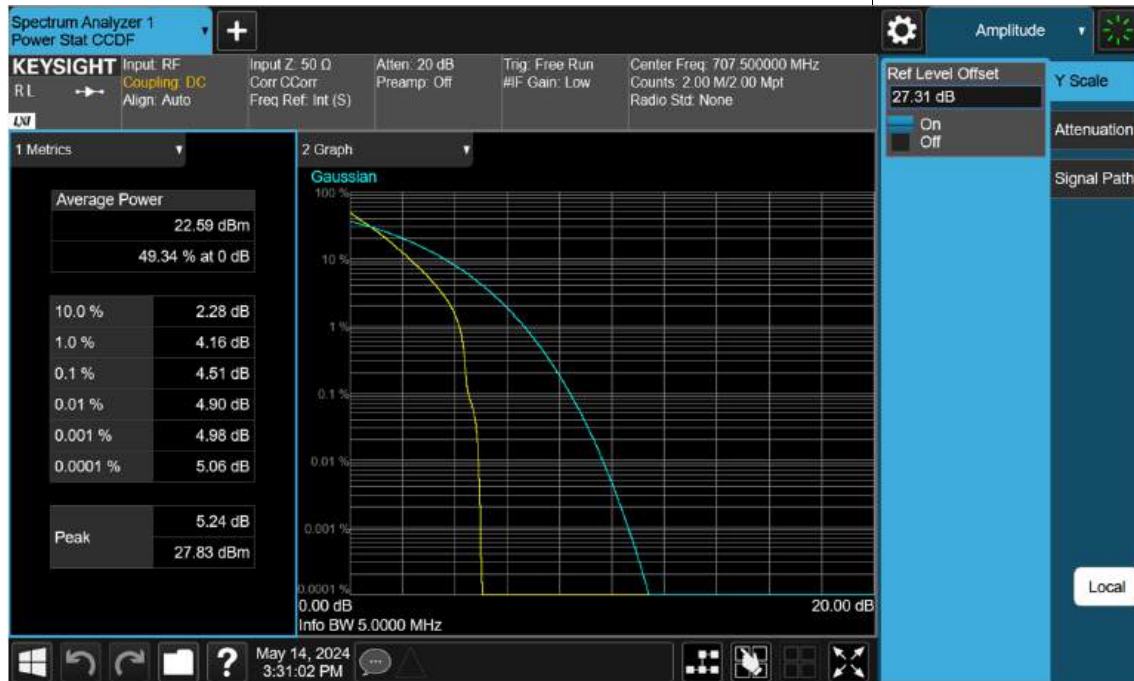 Spectrum Analyzer 1
Power Stat CCDF
+
Amplitude
KEYSIGHT
RL
LXI
Input: RF
Coupling: DC
Align: Auto
Input Z: 50 Ω
Corr CCorr
Freq Ref: Int (S)
Atten: 20 dB
Preamp: Off
Trig: Free Run
#IF Gain: Low
Center Freq: 707.500000 MHz
Counts: 2.00 M/2.00 Mpt
Radio Std: None
Ref Level Offset
27.31 dB
On
Off
Y Scale
Attenuation
Signal Path
Local
1 Metrics
Average Power
22.59 dBm
49.34 % at 0 dB
10.0 % 2.28 dB
1.0 % 4.16 dB
0.1 % 4.51 dB
0.01 % 4.90 dB
0.001 % 4.98 dB
0.0001 % 5.06 dB
Peak
5.24 dB
27.83 dBm
2 Graph
Gaussian
100 %
10 %
1 %
0.1 %
0.01 %
0.001 %
0.0001 %
0.00 dB 20.00 dB
Info BW 5.0000 MHz
?
May 14, 2024
3:31:02 PM